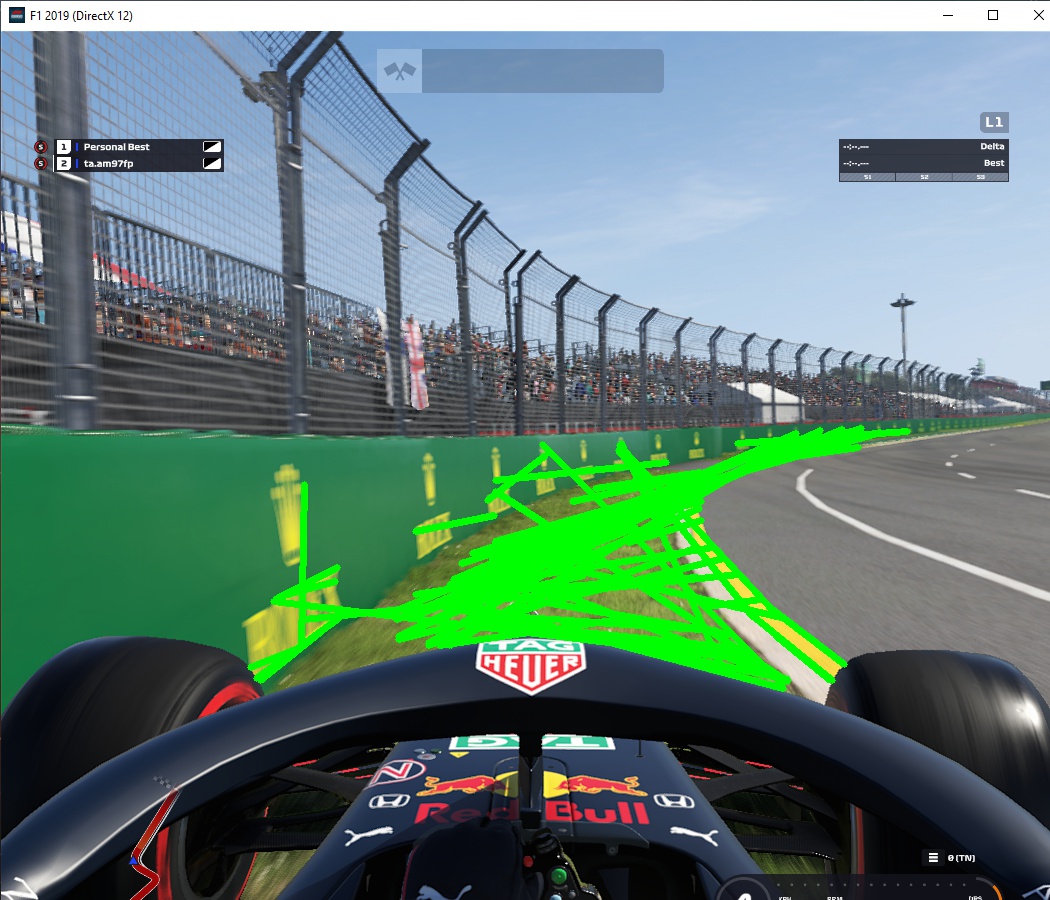 F1 2019 (DirectX 12)
L1
1 Personal Best
2 ta.am97fp
--:--.--- Delta
--:--.--- Best
S1 S2 S3
TAG
HEUER
TAG
Red Bull
0 (TN)